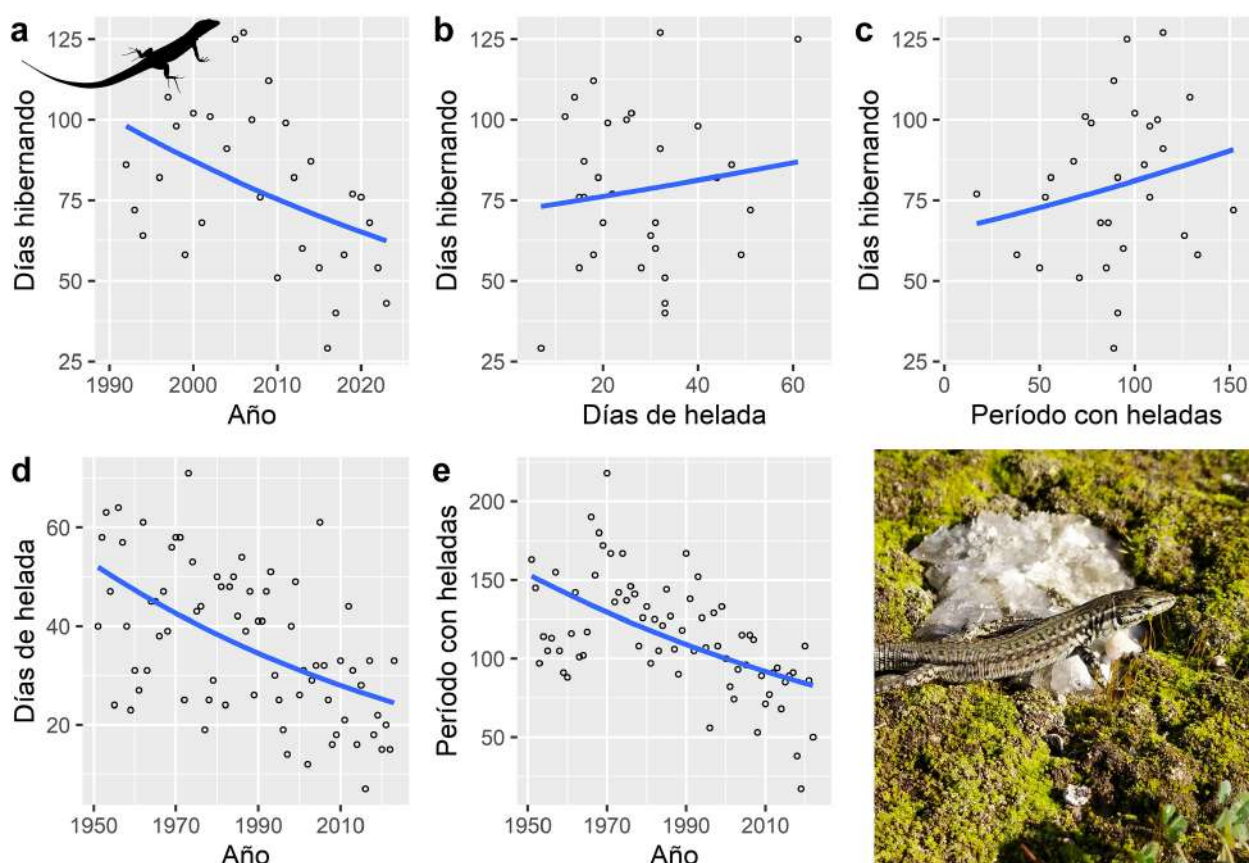 a
Días hibernando
125
100
75
50
25
1990 2000 2010 2020
Año
b
Días hibernando
125
100
75
50
25
20 40 60
Días de helada
c
Días hibernando
125
100
75
50
25
0 50 100 150
Período con heladas
d
Días de helada
60
40
20
1950 1970 1990 2010
Año
e
Período con heladas
200
150
100
50
1950 1970 1990 2010
Año